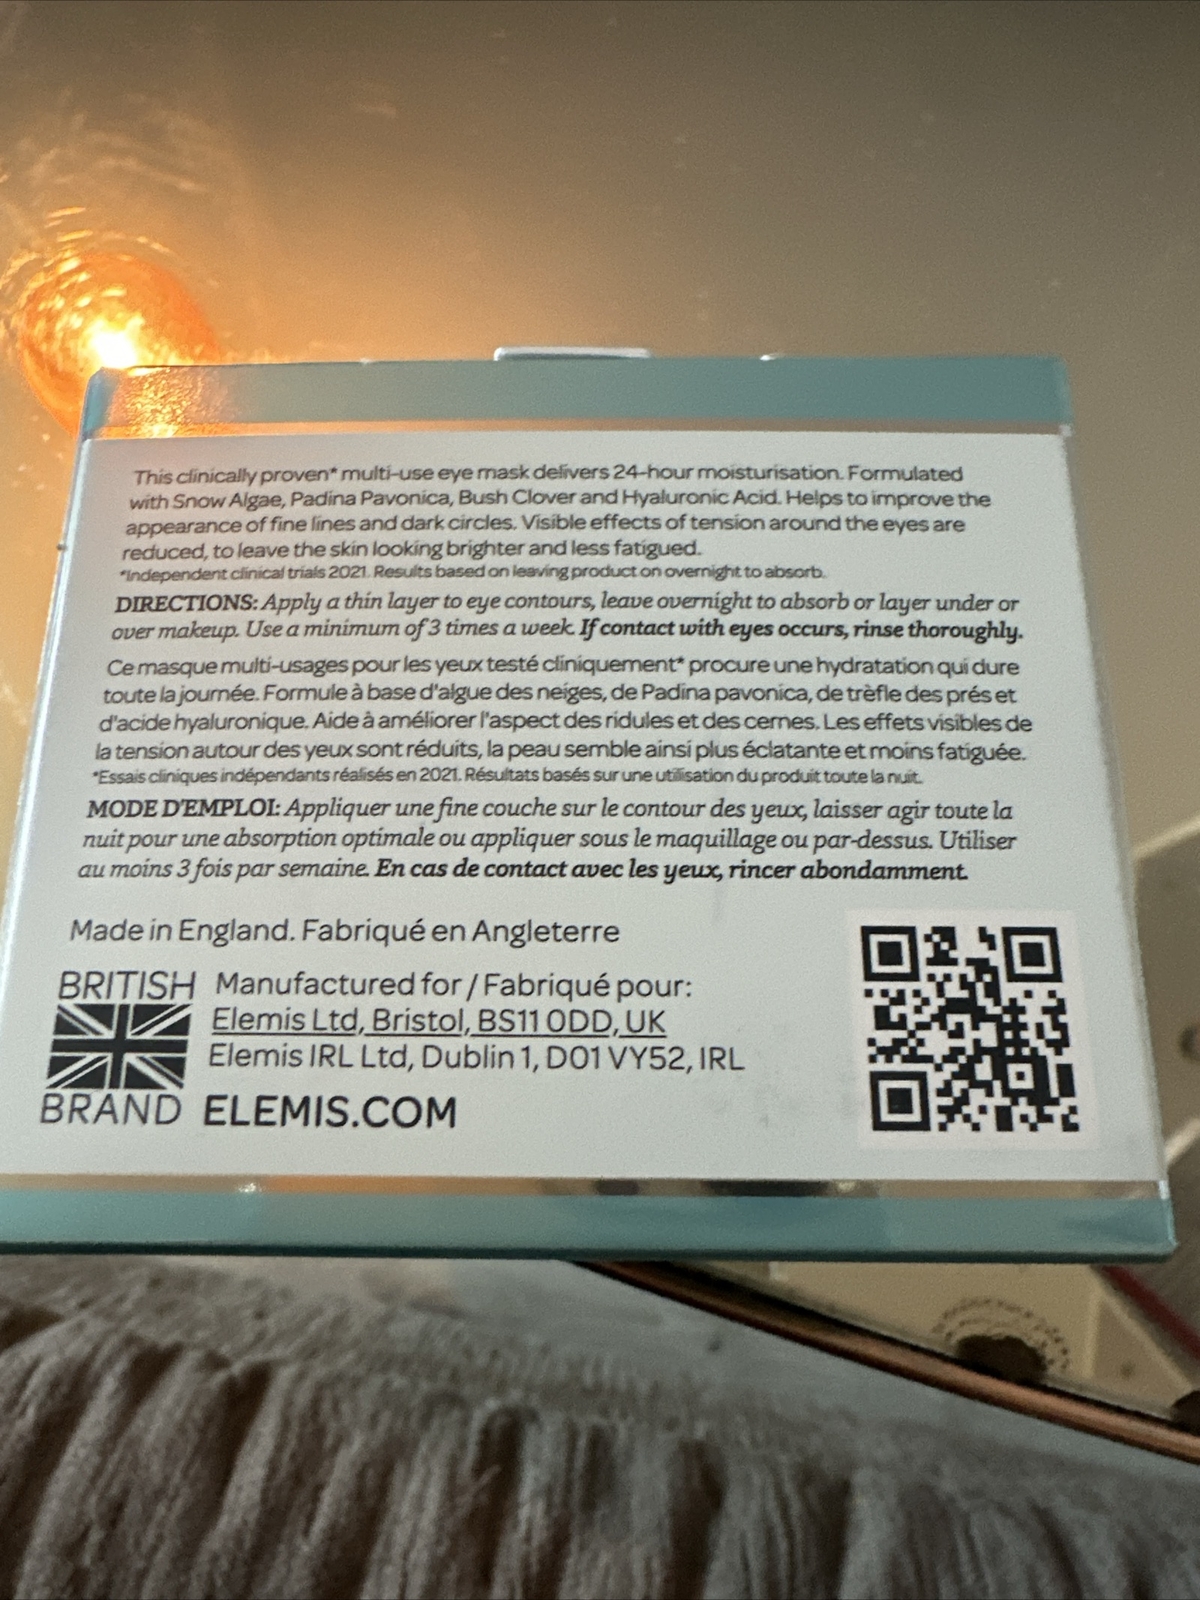 This clinically proven* multi-use eye mask delivers 24-hour moisturisation. Formulated
with Snow Algae, Padina Pavonica, Bush Clover and Hyaluronic Acid. Helps to improve the
appearance of fine lines and dark circles. Visible effects of tension around the eyes are
reduced, to leave the skin looking brighter and less fatigued.
*Independent clinical trials 2021. Results based on leaving product on overnight to absorb.
DIRECTIONS: Apply a thin layer to eye contours, leave overnight to absorb or layer under or
over makeup. Use a minimum of 3 times a week. If contact with eyes occurs, rinse thoroughly.
Ce masque multi-usages pour les yeux testé cliniquement* procure une hydratation qui dure
toute la journée. Formule à base d'algue des neiges, de Padina pavonica, de trèfle des prés et
d'acide hyaluronique. Aide à améliorer l'aspect des ridules et des cernes. Les effets visibles de
la tension autour des yeux sont réduits, la peau semble ainsi plus éclatante et moins fatiguée.
*Essais cliniques indépendants réalisés en 2021. Résultats basés sur une utilisation du produit toute la nuit.
MODE D'EMPLOI: Appliquer une fine couche sur le contour des yeux, laisser agir toute la
nuit pour une absorption optimale ou appliquer sous le maquillage ou par-dessus. Utiliser
au moins 3 fois par semaine. En cas de contact avec les yeux, rincer abondamment.
Made in England. Fabriqué en Angleterre
BRITISH
BRAND
Manufactured for / Fabriqué pour:
Elemis Ltd, Bristol, BS11 0DD, UK
Elemis IRL Ltd, Dublin 1, D01 VY52, IRL
ELEMIS.COM